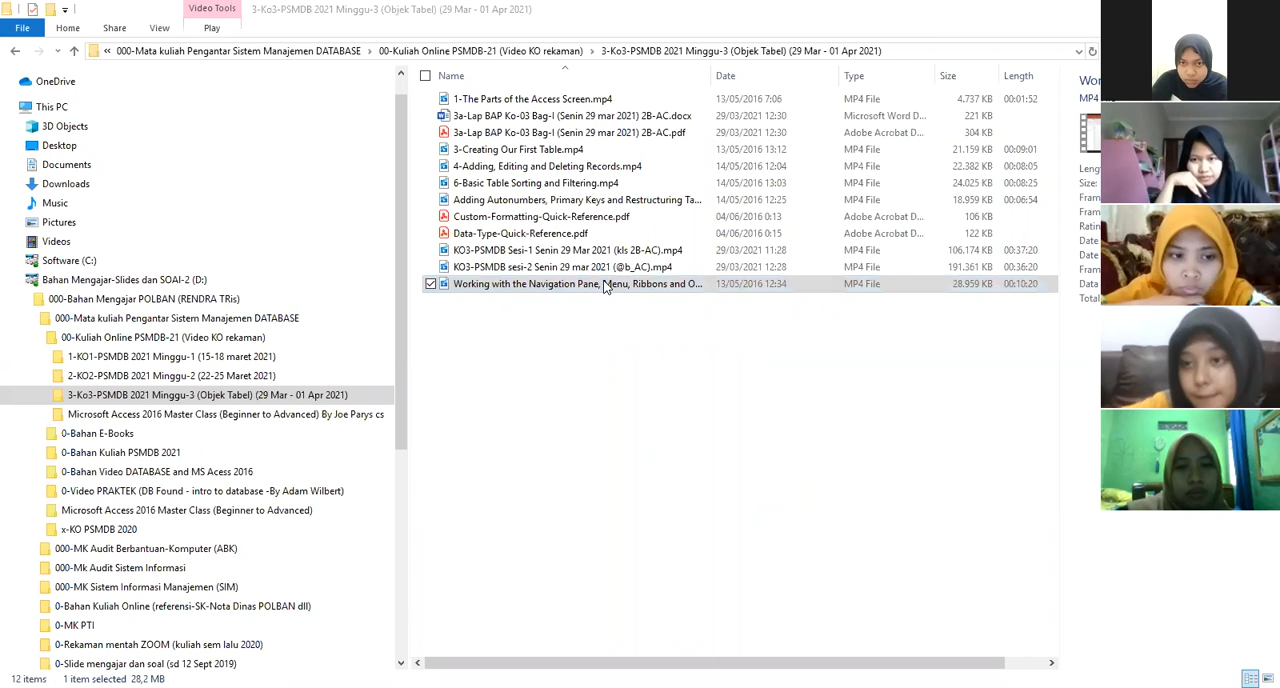 Video Tools
3-Ko3-PSMDB 2021 Minggu-3 (Objek Tabel) (29 Mar - 01 Apr 2021)
File Home Share View Play
« 000-Mata kuliah Pengantar Sistem Manajemen DATABASE › 00-Kuliah Online PSMDB-21 (Video KO rekaman) › 3-Ko3-PSMDB 2021 Minggu-3 (Objek Tabel) (29 Mar - 01 Apr 2021)
OneDrive
This PC
3D Objects
Desktop
Documents
Downloads
Music
Pictures
Videos
Software (C:)
Bahan Mengajar-Slides dan SOAI-2 (D:)
000-Bahan Mengajar POLBAN (RENDRA TRis)
000-Mata kuliah Pengantar Sistem Manajemen DATABASE
00-Kuliah Online PSMDB-21 (Video KO rekaman)
1-KO1-PSMDB 2021 Minggu-1 (15-18 maret 2021)
2-KO2-PSMDB 2021 Minggu-2 (22-25 Maret 2021)
3-Ko3-PSMDB 2021 Minggu-3 (Objek Tabel) (29 Mar - 01 Apr 2021)
Microsoft Access 2016 Master Class (Beginner to Advanced) By Joe Parys cs
0-Bahan E-Books
0-Bahan Kuliah PSMDB 2021
0-Bahan Video DATABASE and MS Acess 2016
0-Video PRAKTEK (DB Found - intro to database -By Adam Wilbert)
Microsoft Access 2016 Master Class (Beginner to Advanced)
x-KO PSMDB 2020
000-MK Audit Berbantuan-Komputer (ABK)
000-Mk Audit Sistem Informasi
000-MK Sistem Informasi Manajemen (SIM)
0-Bahan Kuliah Online (referensi-SK-Nota Dinas POLBAN dll)
0-MK PTI
0-Rekaman mentah ZOOM (kuliah sem lalu 2020)
0-Slide mengajar dan soal (sd 12 Sept 2019)
Name Date Type Size Length
1-The Parts of the Access Screen.mp4 13/05/2016 7:06 MP4 File 4.737 KB 00:01:52
3a-Lap BAP Ko-03 Bag-I (Senin 29 mar 2021) 2B-AC.docx 29/03/2021 12:30 Microsoft Word D... 221 KB
3a-Lap BAP Ko-03 Bag-I (Senin 29 mar 2021) 2B-AC.pdf 29/03/2021 12:30 Adobe Acrobat D... 304 KB
3-Creating Our First Table.mp4 13/05/2016 13:12 MP4 File 21.159 KB 00:09:01
4-Adding, Editing and Deleting Records.mp4 14/05/2016 12:04 MP4 File 22.382 KB 00:08:05
6-Basic Table Sorting and Filtering.mp4 14/05/2016 13:03 MP4 File 24.025 KB 00:08:25
Adding Autonumbers, Primary Keys and Restructuring Ta... 14/05/2016 12:25 MP4 File 18.959 KB 00:06:54
Custom-Formatting-Quick-Reference.pdf 04/06/2016 0:13 Adobe Acrobat D... 106 KB
Data-Type-Quick-Reference.pdf 04/06/2016 0:15 Adobe Acrobat D... 122 KB
KO3-PSMDB Sesi-1 Senin 29 Mar 2021 (kls 2B-AC).mp4 29/03/2021 11:28 MP4 File 106.174 KB 00:37:20
KO3-PSMDB sesi-2 Senin 29 mar 2021 (@b_AC).mp4 29/03/2021 12:28 MP4 File 191.361 KB 00:36:20
Working with the Navigation Pane, Menu, Ribbons and O... 13/05/2016 12:34 MP4 File 28.959 KB 00:10:20
Wor
MP4
Leng
Size:
Fram
Fram
Ratin
Date
Date
Data
Total
12 items 1 item selected 28,2 MB